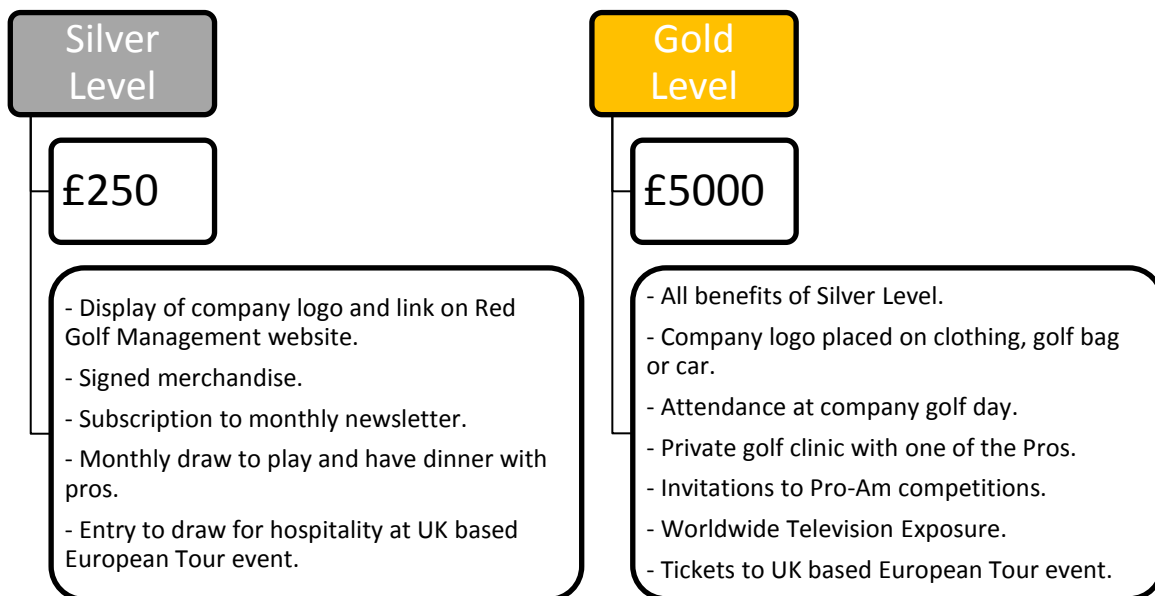 Silver
Level
£250
- Display of company logo and link on Red
Golf Management website.
- Signed merchandise.
- Subscription to monthly newsletter.
- Monthly draw to play and have dinner with
pros.
- Entry to draw for hospitality at UK based
European Tour event.
Gold
Level
£5000
- All benefits of Silver Level.
- Company logo placed on clothing, golf bag
or car.
- Attendance at company golf day.
- Private golf clinic with one of the Pros.
- Invitations to Pro-Am competitions.
- Worldwide Television Exposure.
- Tickets to UK based European Tour event.